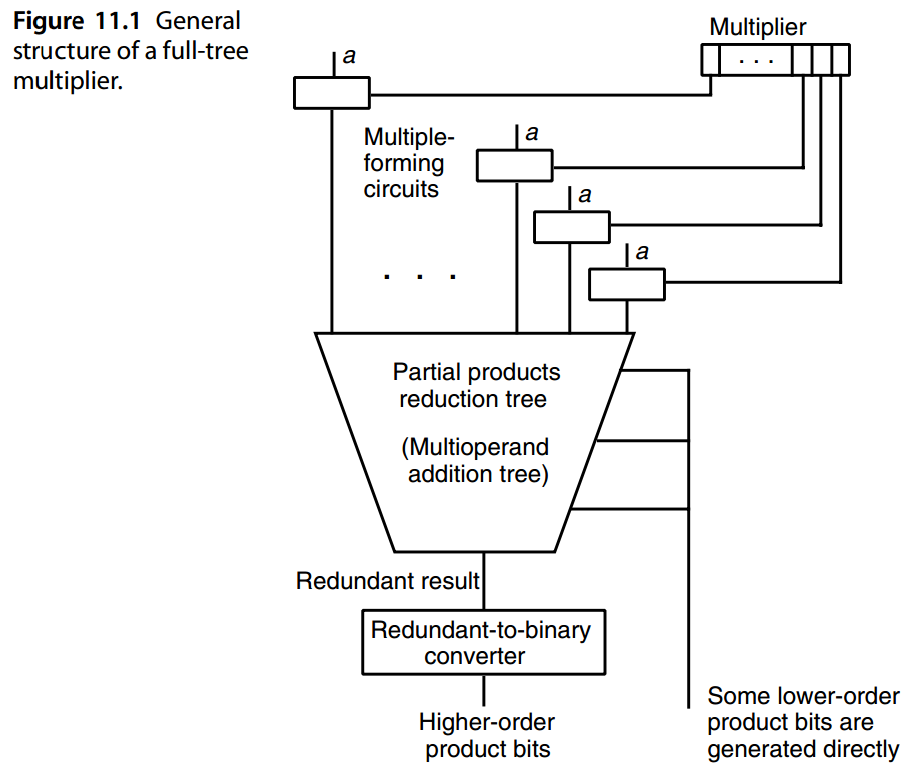 Figure 11.1 General
structure of a full-tree
multiplier.
Multiplier
. . .
a
Multiple-
forming
circuits
a
a
a
. . .
Partial products
reduction tree
(Multioperand
addition tree)
Redundant result
Redundant-to-binary
converter
Higher-order
product bits
Some lower-order
product bits are
generated directly